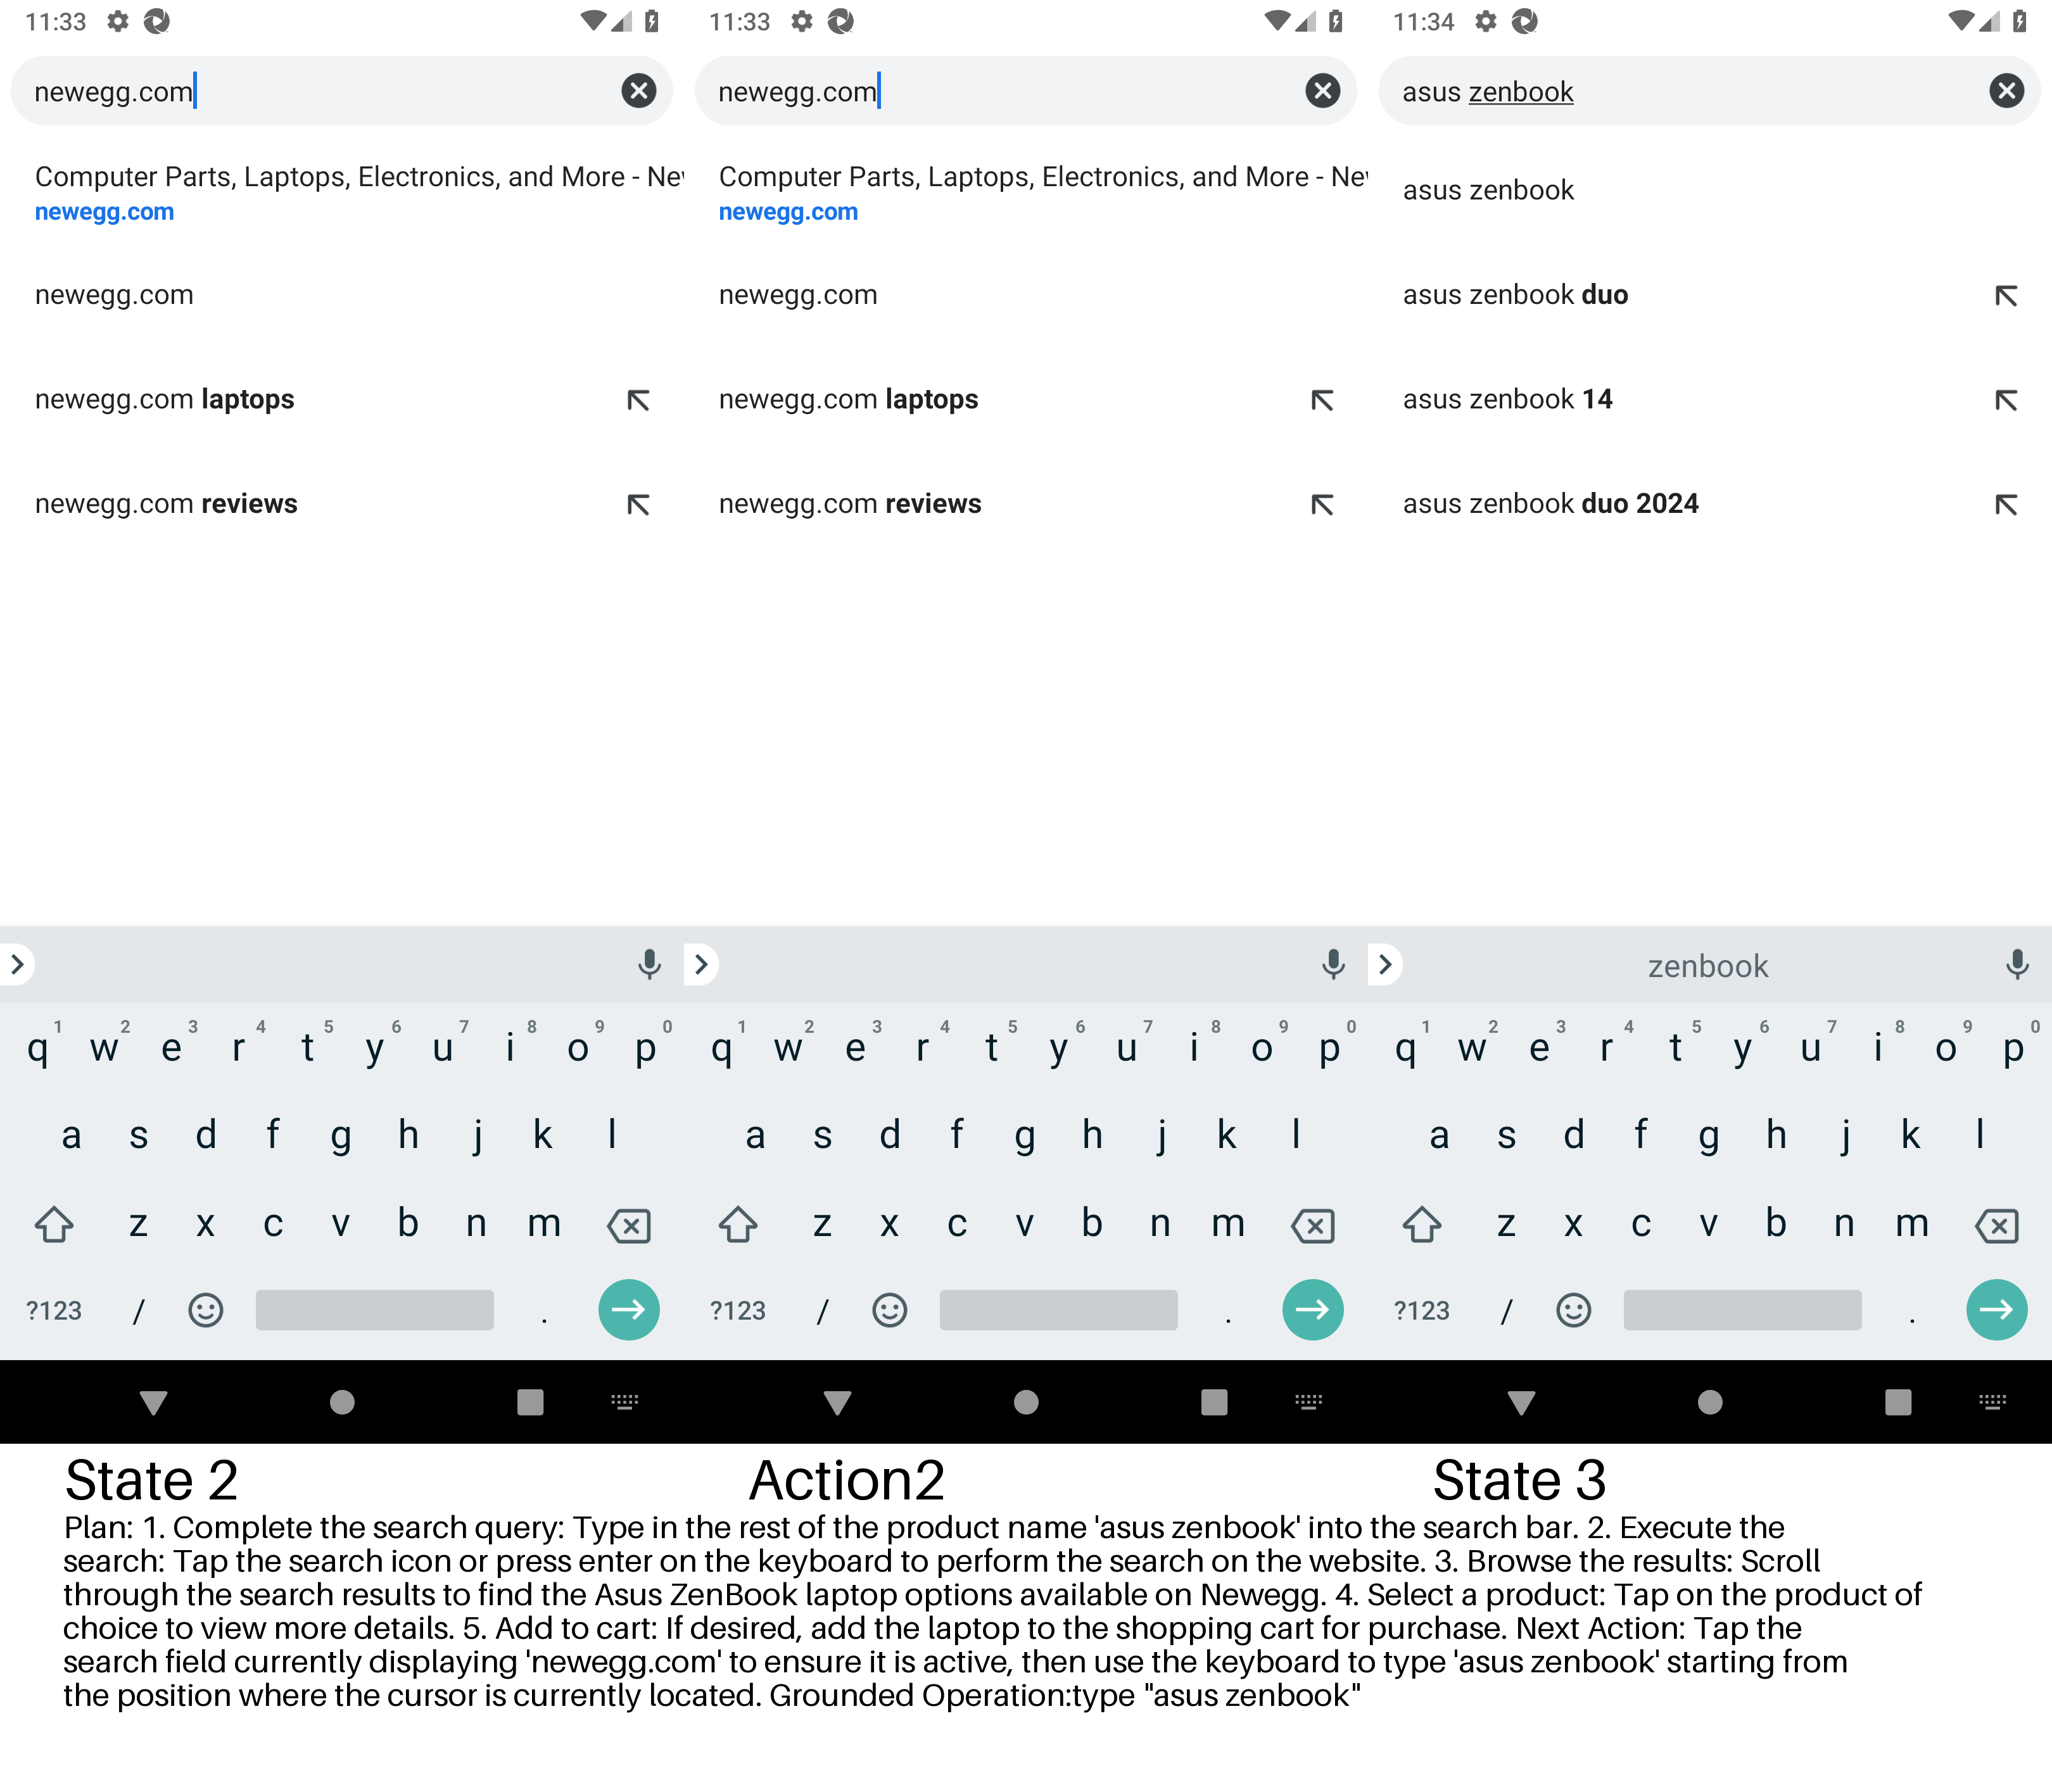 11:33
newegg.com
Computer Parts, Laptops, Electronics, and More - Ne
newegg.com
newegg.com
newegg.com laptops
newegg.com reviews
1 2 3 4 5 6 7 8 9 0
q w e r t y u i o p
a s d f g h j k l
z x c v b n m
?123 / .
11:33
newegg.com
Computer Parts, Laptops, Electronics, and More - Ne
newegg.com
newegg.com
newegg.com laptops
newegg.com reviews
1 2 3 4 5 6 7 8 9 0
q w e r t y u i o p
a s d f g h j k l
z x c v b n m
?123 / .
11:34
asus zenbook
asus zenbook
asus zenbook duo
asus zenbook 14
asus zenbook duo 2024
zenbook
1 2 3 4 5 6 7 8 9 0
q w e r t y u i o p
a s d f g h j k l
z x c v b n m
?123 / .
State 2
Action2
State 3
Plan: 1. Complete the search query: Type in the rest of the product name 'asus zenbook' into the search bar. 2. Execute the
search: Tap the search icon or press enter on the keyboard to perform the search on the website. 3. Browse the results: Scroll
through the search results to find the Asus ZenBook laptop options available on Newegg. 4. Select a product: Tap on the product of
choice to view more details. 5. Add to cart: If desired, add the laptop to the shopping cart for purchase. Next Action: Tap the
search field currently displaying 'newegg.com' to ensure it is active, then use the keyboard to type 'asus zenbook' starting from
the position where the cursor is currently located. Grounded Operation:type "asus zenbook"